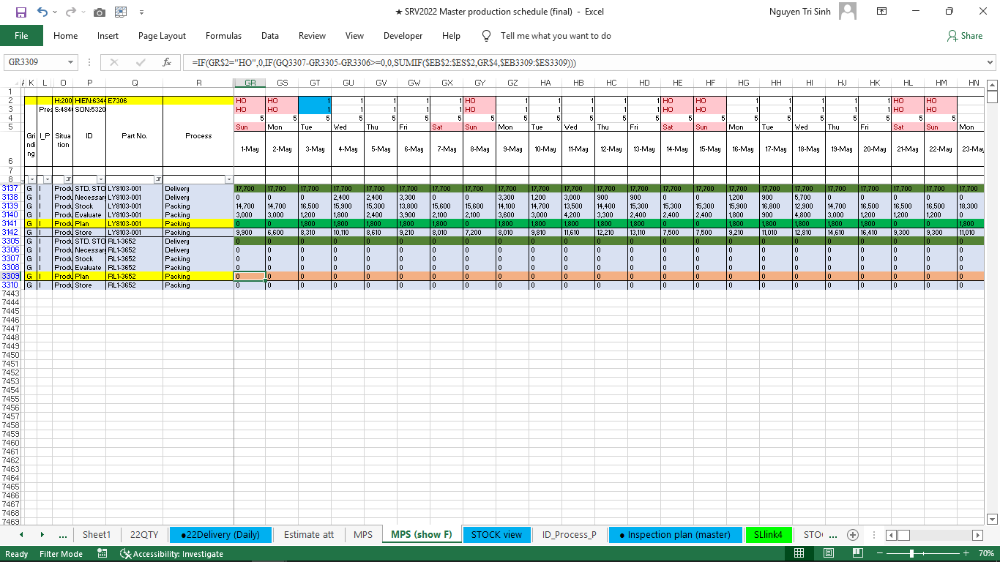 ★ SRV2022 Master production schedule (final) - Excel
Nguyen Tri Sinh
File Home Insert Page Layout Formulas Data Review View Developer Help Tell me what you want to do Share
GR3309 fx =IF(GR$2="HO",0,IF(GQ3307-GR3305-GR3306>=0,0,SUMIF($EB$2:$ES$2,GR$4,$EB3309:$ES3309)))
K L O P Q R GR GS GT GU GV GW GX GY GZ HA HB HC HD HE HF HG HH HI HJ HK HL HM HN
1
2 H:200 HIEN:634 E7306 HO HO 1 1 1 1 1 HO 1 1 1 1 1 HO HO 1 1 1 1 1 HO HO
3 Pres S:484 SON:5320 HO HO 1 1 1 1 1 HO 1 1 1 1 1 HO HO 1 1 1 1 1 HO HO
4 5 5 5 5 5 5 5 5 5 5 5 5 5 5 5 5 5 5 5 5 5 5
5 Sun Mon Tue Wed Thu Fri Sat Sun Mon Tue Wed Thu Fri Sat Sun Mon Tue Wed Thu Fri Sat Sun Mon
Gri ndi ng I_P Situa tion ID Part No. Process
6 1-May 2-May 3-May 4-May 5-May 6-May 7-May 8-May 9-May 10-May 11-May 12-May 13-May 14-May 15-May 16-May 17-May 18-May 19-May 20-May 21-May 22-May 23-May
7
8
3137 G I Produ STD. STO LY8103-001 Delivery 17,700 17,700 17,700 17,700 17,700 17,700 17,700 17,700 17,700 17,700 17,700 17,700 17,700 17,700 17,700 17,700 17,700 17,700 17,700 17,700 17,700 17,700 17,700
3138 G I Produ Necessar LY8103-001 Delivery 0 0 0 2,400 2,400 3,300 0 0 3,300 1,200 3,000 900 900 0 0 1,200 900 5,700 0 0 0 0 0
3139 G I Produ Stock LY8103-001 Packing 14,700 14,700 16,500 15,900 15,300 13,800 15,600 15,600 14,100 14,700 13,500 14,400 15,300 15,300 15,300 15,900 16,800 12,900 14,700 16,500 16,500 16,500 18,300
3140 G I Produ Evaluate LY8103-001 Packing 3,000 3,000 1,200 1,800 2,400 3,900 2,100 2,100 3,600 3,000 4,200 3,300 2,400 2,400 2,400 1,800 900 4,800 3,000 1,200 1,200 1,200 0
3141 G I Produ Plan LY8103-001 Packing 0 0 1,800 1,800 1,800 1,800 1,800 0 1,800 1,800 1,800 1,800 1,800 0 0 1,800 1,800 1,800 1,800 1,800 0 0 1,800
3142 G I Produ Store LY8103-001 Packing 9,900 6,600 8,310 10,110 8,610 9,210 8,010 7,200 8,010 9,810 11,610 12,210 13,110 7,500 7,500 9,210 11,010 12,810 14,610 16,410 9,300 9,300 11,010
3305 G I Produ STD. STO RL1-3652 Delivery 0 0 0 0 0 0 0 0 0 0 0 0 0 0 0 0 0 0 0 0 0 0 0
3306 G I Produ Necessar RL1-3652 Delivery 0 0 0 0 0 0 0 0 0 0 0 0 0 0 0 0 0 0 0 0 0 0 0
3307 G I Produ Stock RL1-3652 Packing 0 0 0 0 0 0 0 0 0 0 0 0 0 0 0 0 0 0 0 0 0 0 0
3308 G I Produ Evaluate RL1-3652 Packing 0 0 0 0 0 0 0 0 0 0 0 0 0 0 0 0 0 0 0 0 0 0 0
3309 G I Produ Plan RL1-3652 Packing 0 0 0 0 0 0 0 0 0 0 0 0 0 0 0 0 0 0 0 0 0 0 0
3310 G I Produ Store RL1-3652 Packing 0 0 0 0 0 0 0 0 0 0 0 0 0 0 0 0 0 0 0 0 0 0 0
7443
7444
7445
7446
7447
7448
7449
7450
7451
7452
7453
7454
7455
7456
7457
7458
7459
7460
7461
7462
7463
7464
7465
7466
7467
7468
7469
... Sheet1 22QTY ●22Delivery (Daily) Estimate att MPS MPS (show F) STOCK view ID_Process_P ● Inspection plan (master) SLlink4 STO ...
Ready Filter Mode Accessibility: Investigate 70%